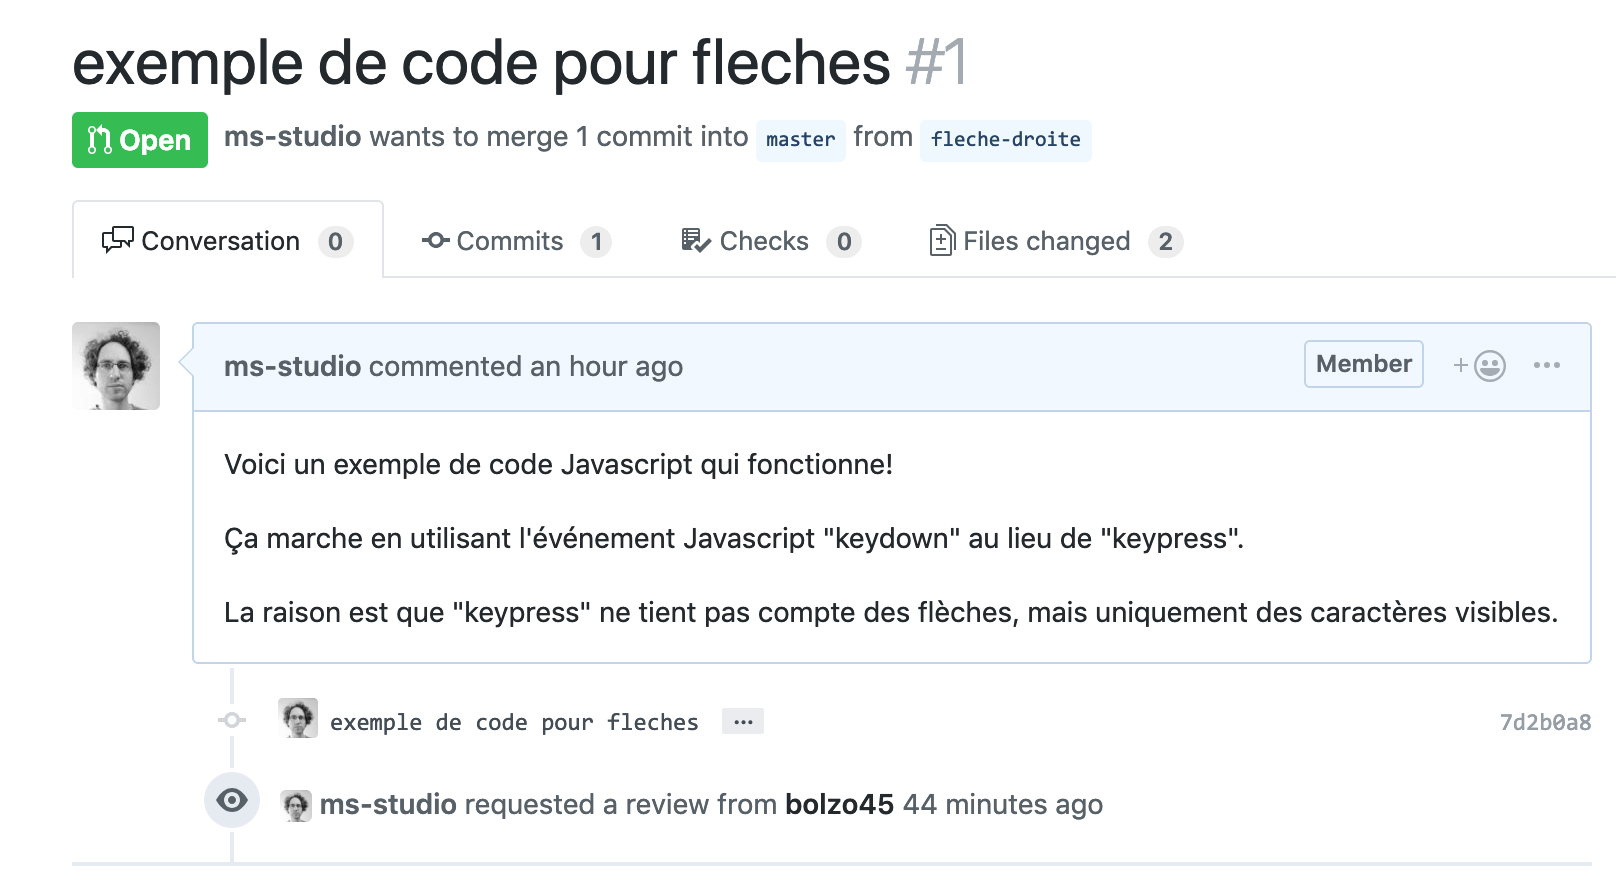 exemple de code pour fleches #1
Open ms-studio wants to merge 1 commit into master from fleche-droite
Conversation 0 Commits 1 Checks 0 Files changed 2
ms-studio commented an hour ago Member +
Voici un exemple de code Javascript qui fonctionne!
Ça marche en utilisant l'événement Javascript "keydown" au lieu de "keypress".
La raison est que "keypress" ne tient pas compte des flèches, mais uniquement des caractères visibles.
exemple de code pour fleches ... 7d2b0a8
ms-studio requested a review from bolzo45 44 minutes ago